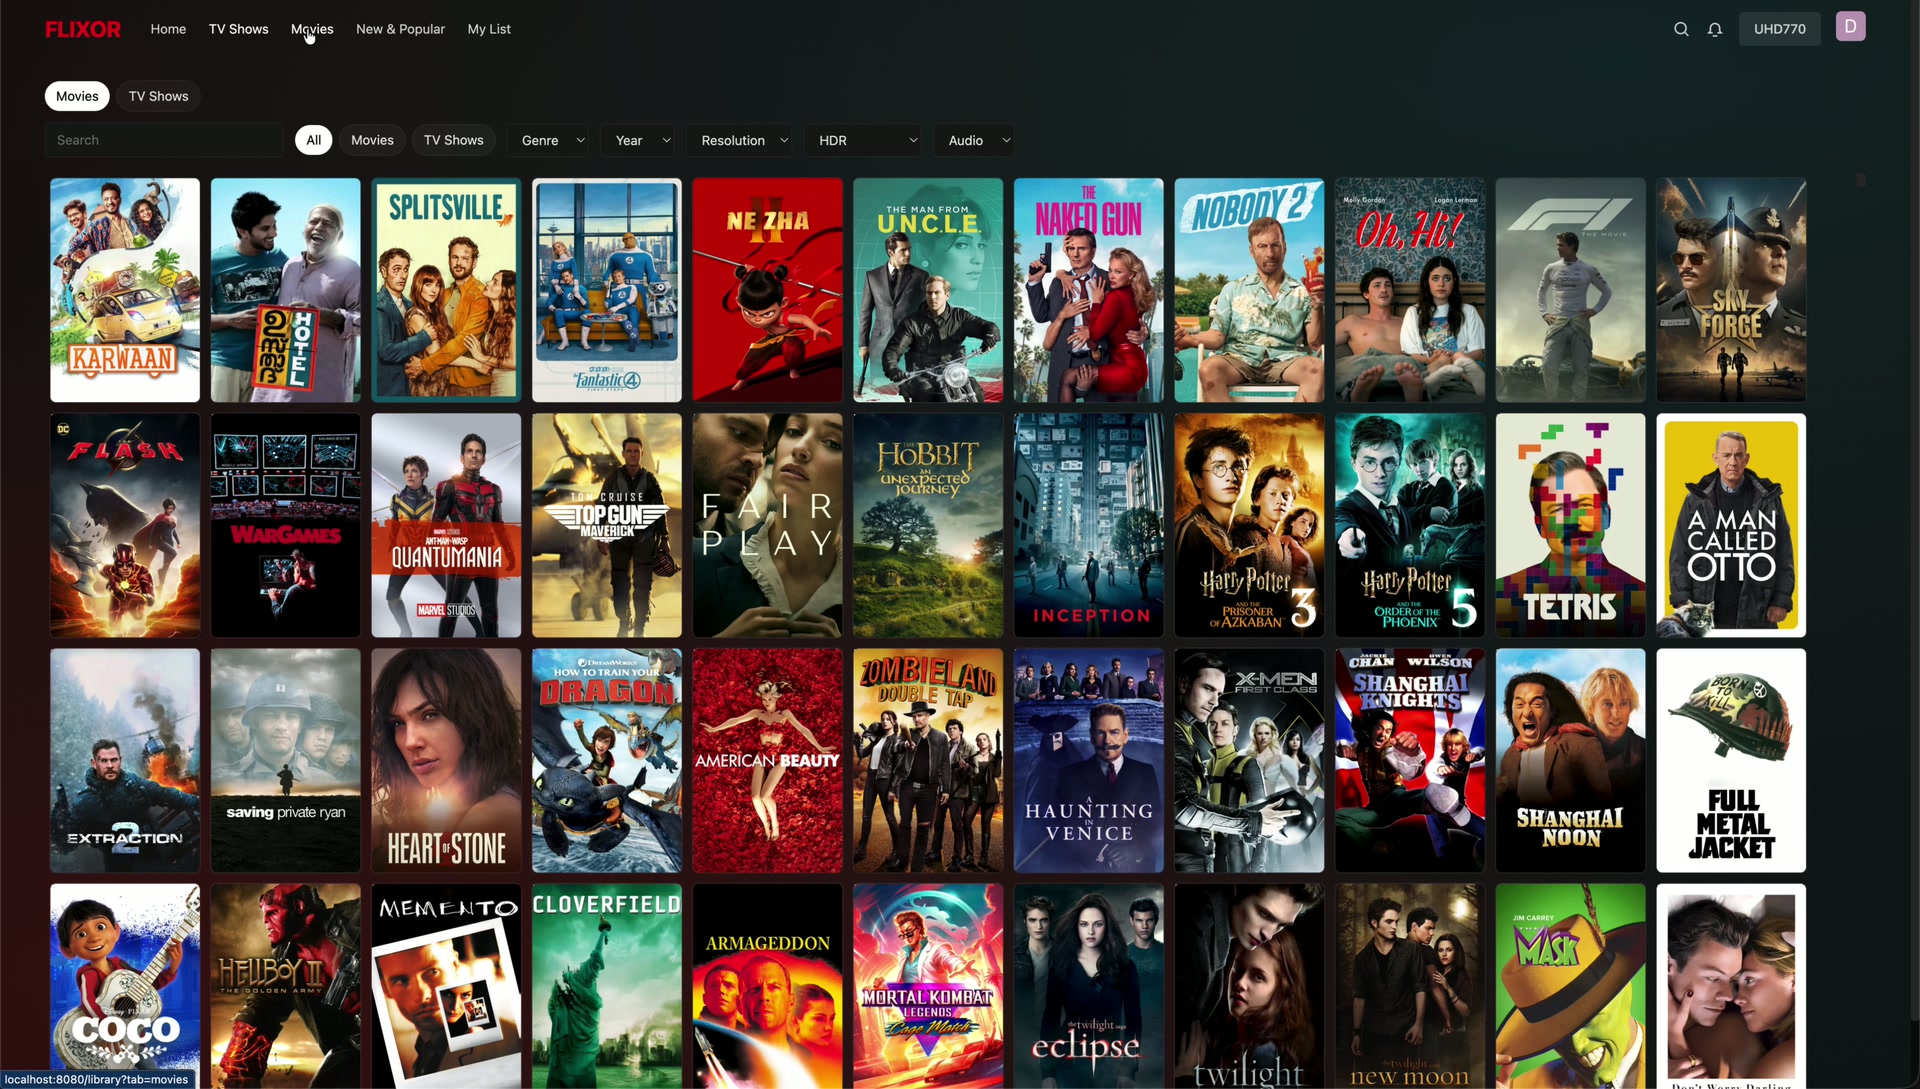 FLIXOR Home TV Shows Movies New & Popular My List UHD770 D
Movies TV Shows
Search All Movies TV Shows Genre Year Resolution HDR Audio
KARWAAN
HOTEL
SPLITSVILLE
Fantastic 4
FIRST STEPS
NE ZHA
II
THE MAN FROM
U.N.C.L.E.
THE
NAKED GUN
NOBODY 2
Molly Gordon Logan Lerman
Oh, Hi!
F1
THE MOVIE
SKY
FORGE
DC
THE
FLASH
WARGAMES
MARVEL STUDIOS
ANT-MAN AND THE WASP
QUANTUMANIA
MARVEL STUDIOS
TOM CRUISE
TOP GUN
MAVERICK
FAIR
PLAY
THE
HOBBIT
AN
UNEXPECTED
JOURNEY
INCEPTION
Harry Potter
AND THE
PRISONER
OF AZKABAN
3
Harry Potter
AND THE
ORDER OF THE
PHOENIX
5
TETRIS
A MAN
CALLED
OTTO
EXTRACTION
2
saving private ryan
HEART OF STONE
DREAMWORKS
HOW TO TRAIN YOUR
DRAGON
AMERICAN BEAUTY
ZOMBIELAND
DOUBLE TAP
A
HAUNTING
IN
VENICE
X-MEN
FIRST CLASS
JACKIE OWEN
CHAN WILSON
SHANGHAI
KNIGHTS
SHANGHAI
NOON
BORN
TO
KILL
FULL
METAL
JACKET
Disney PIXAR
COCO
HELLBOY II
THE GOLDEN ARMY
MEMENTO
CLOVERFIELD
ARMAGEDDON
MORTAL KOMBAT
LEGENDS
Cage Match
the twilight saga
eclipse
twilight
the twilight saga
new moon
JIM CARREY
THE
MASK
Don't Worry Darling
localhost:8080/library?tab=movies